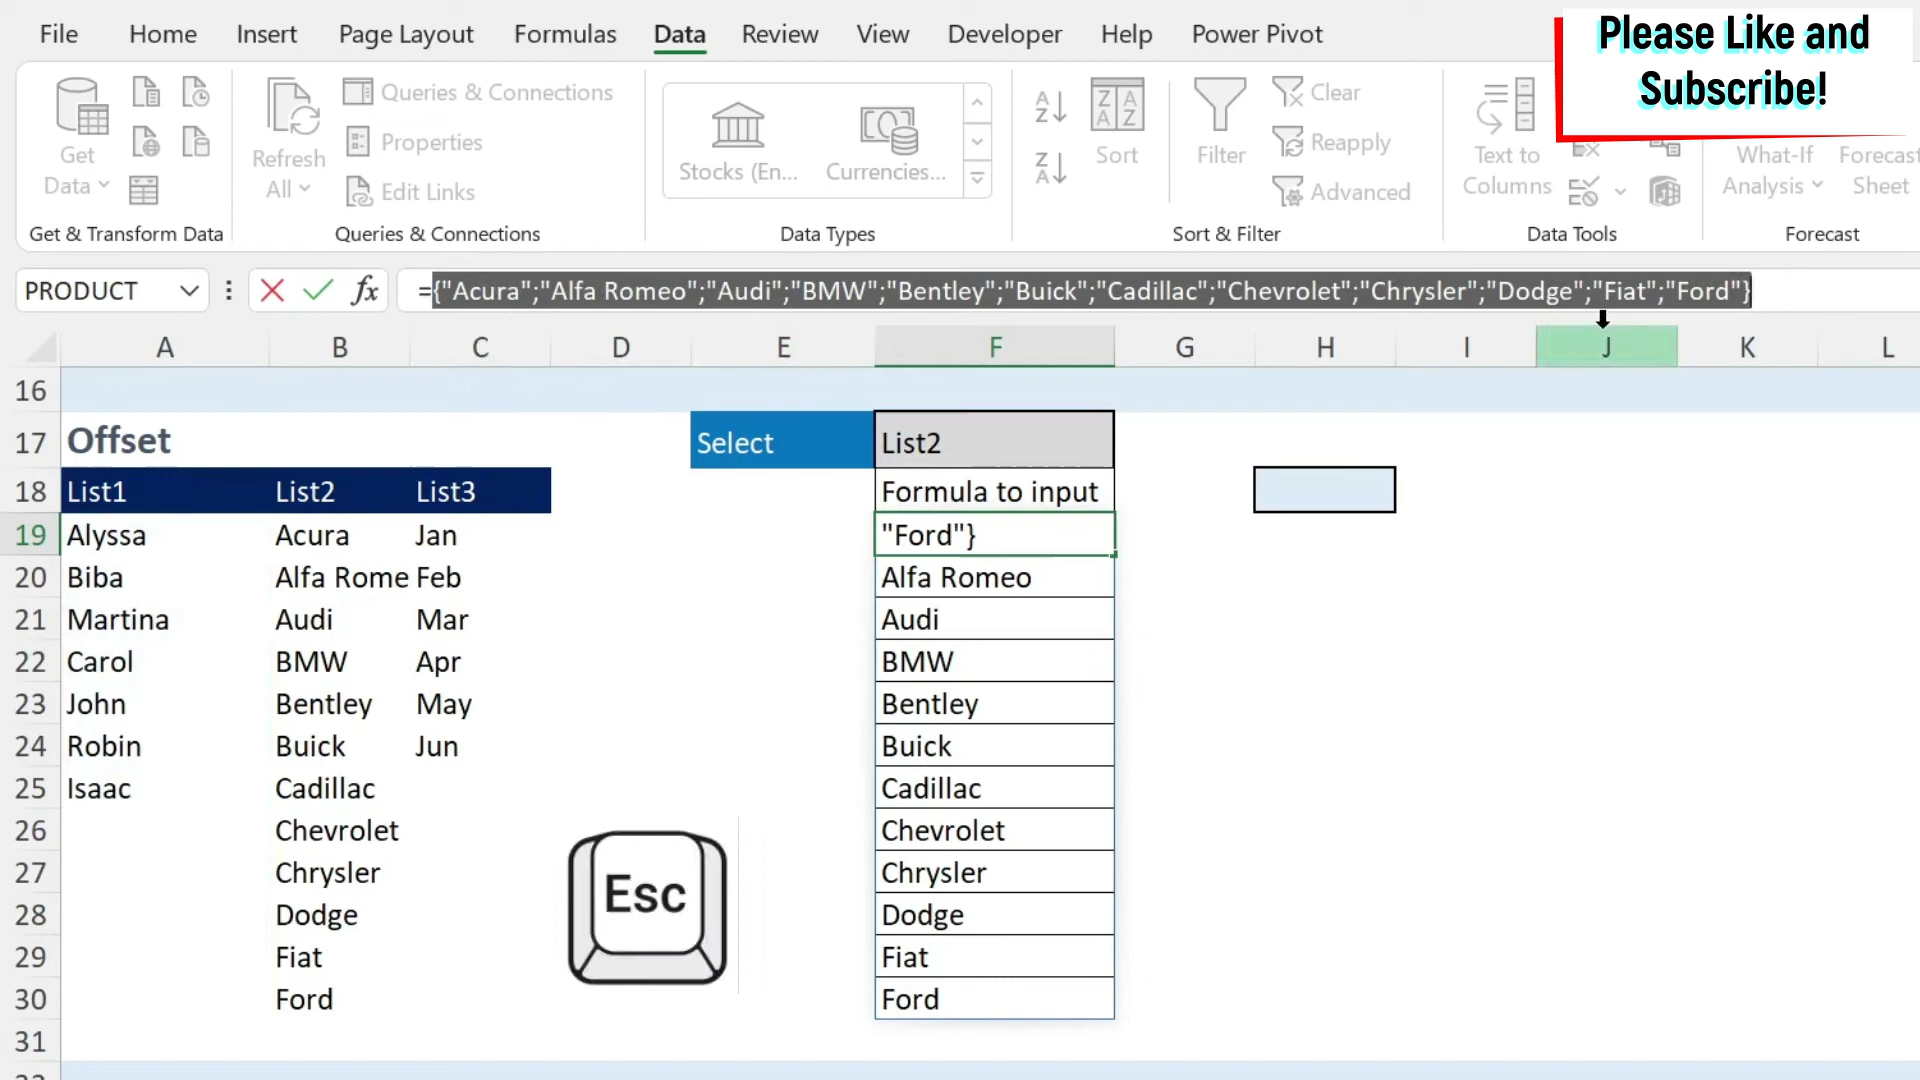 File Home Insert Page Layout Formulas Data Review View Developer Help Power Pivot
Please Like and
Subscribe!
Get
Data
Refresh
All
Queries & Connections
Properties
Edit Links
Stocks (En...
Currencies...
Sort
Filter
Clear
Reapply
Advanced
Text to
Columns
What-If
Analysis
Forecast
Sheet
Get & Transform Data Queries & Connections Data Types Sort & Filter Data Tools Forecast
PRODUCT fx ={"Acura";"Alfa Romeo";"Audi";"BMW";"Bentley";"Buick";"Cadillac";"Chevrolet";"Chrysler";"Dodge";"Fiat";"Ford"}
A B C D E F G H I J K L
16
17 Offset Select List2
18 List1 List2 List3 Formula to input
19 Alyssa Acura Jan "Ford"}
20 Biba Alfa Rome Feb Alfa Romeo
21 Martina Audi Mar Audi
22 Carol BMW Apr BMW
23 John Bentley May Bentley
24 Robin Buick Jun Buick
25 Isaac Cadillac Cadillac
26 Chevrolet Chevrolet
27 Chrysler Chrysler
28 Dodge Dodge
29 Fiat Fiat
30 Ford Ford
31
Esc